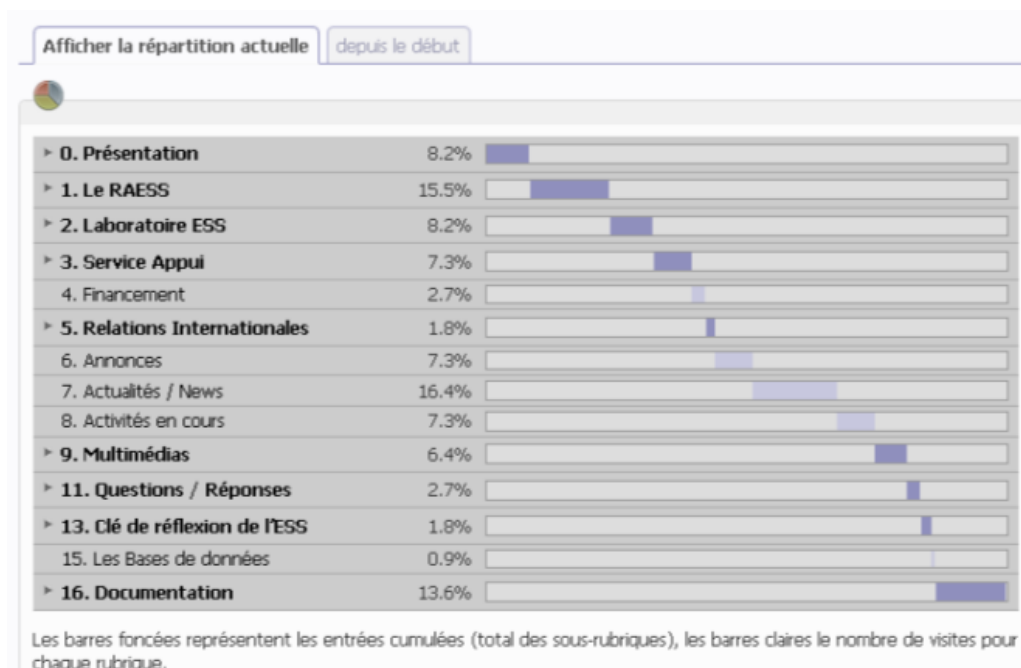 Afficher la répartition actuelle depuis le début
0. Présentation 8.2%
1. Le RAESS 15.5%
2. Laboratoire ESS 8.2%
3. Service Appui 7.3%
4. Financement 2.7%
5. Relations Internationales 1.8%
6. Annonces 7.3%
7. Actualités / News 16.4%
8. Activités en cours 7.3%
9. Multimédias 6.4%
11. Questions / Réponses 2.7%
13. Clé de réflexion de l'ESS 1.8%
15. Les Bases de données 0.9%
16. Documentation 13.6%
Les barres foncées représentent les entrées cumulées (total des sous-rubriques), les barres claires le nombre de visites pour
chaque rubrique.